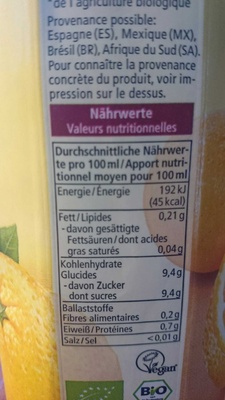 *de l'agriculture biologique
Provenance possible:
Espagne (ES), Mexique (MX),
Brésil (BR), Afrique du Sud (SA).
Pour connaître la provenance
concrète du produit, voir im-
pression sur le dessus.
Nährwerte
Valeurs nutritionnelles
Durchschnittliche Nährwer-
te pro 100 ml/Apport nutri-
tionnel moyen pour 100 ml
Energie/Énergie 192 kJ
(45 kcal)
Fett/Lipides 0,21 g
-davon gesättigte
Fettsäuren/dont acides
gras saturés 0,04 g
Kohlenhydrate
Glucides 9,4 g
-davon Zucker
dont sucres 9,4 g
Ballaststoffe
Fibres alimentaires 0,2 g
Eiweiß/Protéines 0,7 g
Salz/Sel <0,01 g
Vegan
BIO